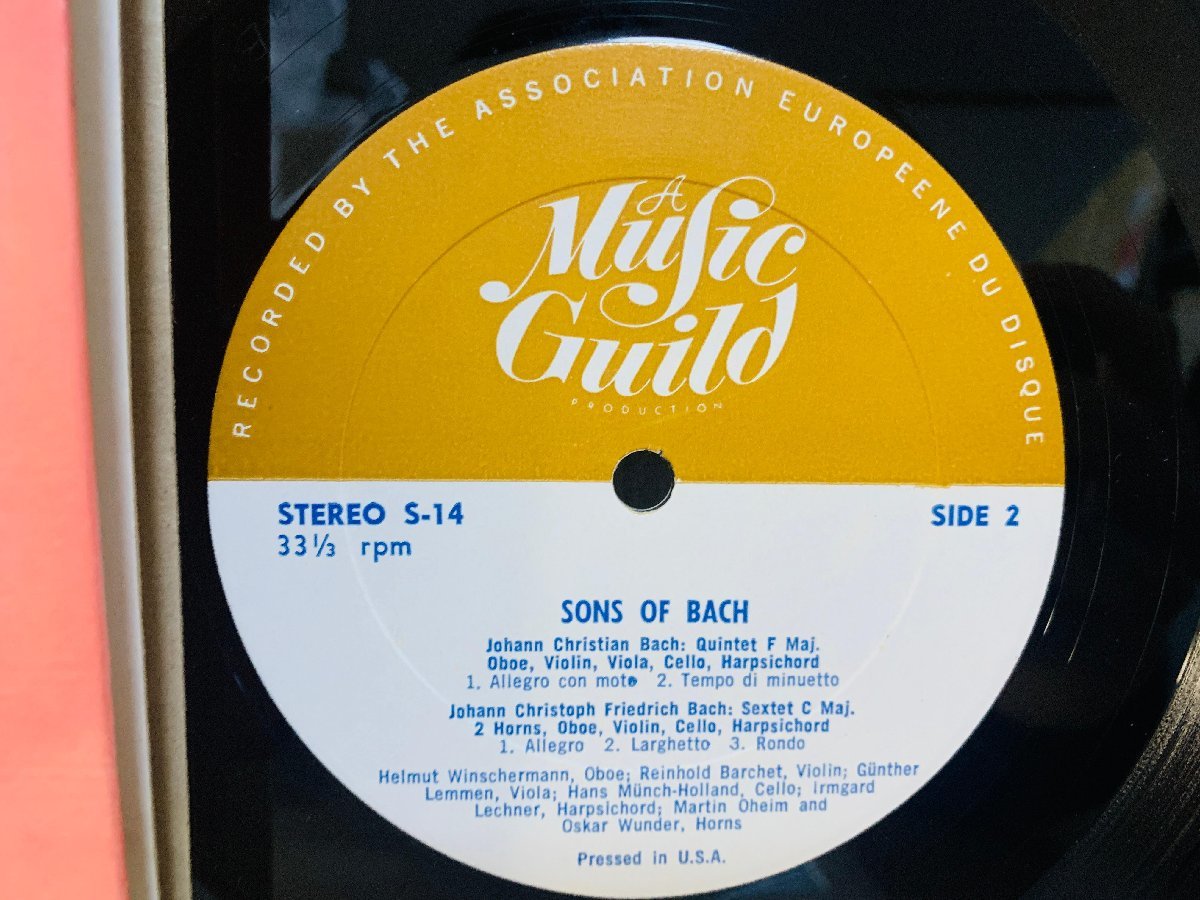 RECORDED BY THE ASSOCIATION EUROPEENE DU DISQUE
A
Music
Guild
PRODUCTION
STEREO S-14
SIDE 2
33 1/3 rpm
SONS OF BACH
Johann Christian Bach: Quintet F Maj.
Oboe, Violin, Viola, Cello, Harpsichord
1. Allegro con moto 2. Tempo di minuetto
Johann Christoph Friedrich Bach: Sextet C Maj.
2 Horns, Oboe, Violin, Cello, Harpsichord
1. Allegro 2. Larghetto 3. Rondo
Helmut Winschermann, Oboe; Reinhold Barchet, Violin; Günther
Lemmen, Viola; Hans Münch-Holland, Cello; Irmgard
Lechner, Harpsichord; Martin Oheim and
Oskar Wunder, Horns
Pressed in U.S.A.